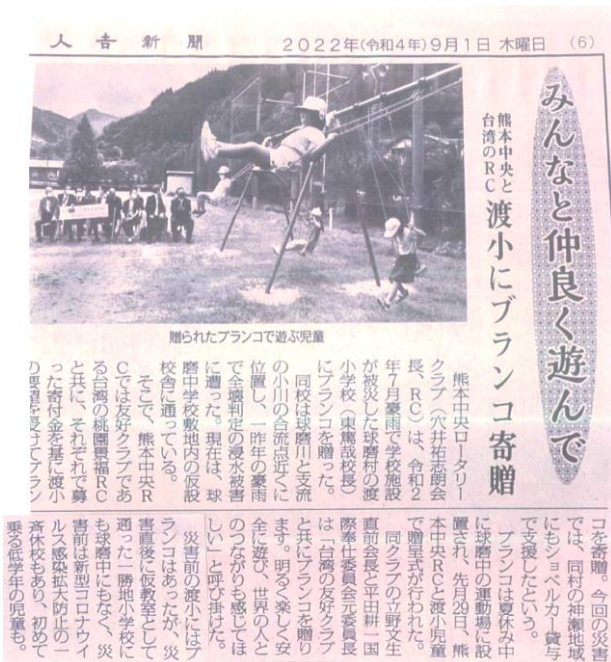 人吉新聞 2022年(令和4年)9月1日 木曜日 (6)
みんなと仲良く遊んで
熊本中央と
台湾のRC
渡小にブランコ寄贈
贈られたブランコで遊ぶ児童
熊本中央ロータリー
クラブ(穴井祐志朗会
長、RC)は、令和2
年7月豪雨で学校施設
が被災した球磨村の渡
小学校(東篤哉校長)
にブランコを贈った。
同校は球磨川と支流
の小川の合流点近くに
位置し、一昨年の豪雨
で全壊判定の浸水被害
に遭った。現在は、球
磨中学校敷地内の仮設
校舎に通っている。
そこで、熊本中央R
Cでは友好クラブであ
る台湾の桃園景福RC
と共に、それぞれで募
った寄付金を基に渡小
の要望を受けてブラン
コを寄贈。今回の災害
では、同村の神瀬地域
にもショベルカー貸与
で支援したという。
ブランコは夏休み中
に球磨中の運動場に設
置され、先月29日、熊
本中央RCと渡小児童
で贈呈式が行われた。
同クラブの立野文生
直前会長と平田耕一国
際奉仕委員会元委員長
は「台湾の友好クラブ
と共にブランコを贈り
ます。明るく楽しく安
全に遊び、世界の人と
のつながりも感じてほ
しい」と呼び掛けた。
災害前の渡小にはブ
ランコはあったが、災
害直後に仮教室として
通った一勝地小学校に
も球磨中にもなく、災
害前は新型コロナウイ
ルス感染拡大防止の一
斉休校もあり、初めて
乗る低学年の児童も。